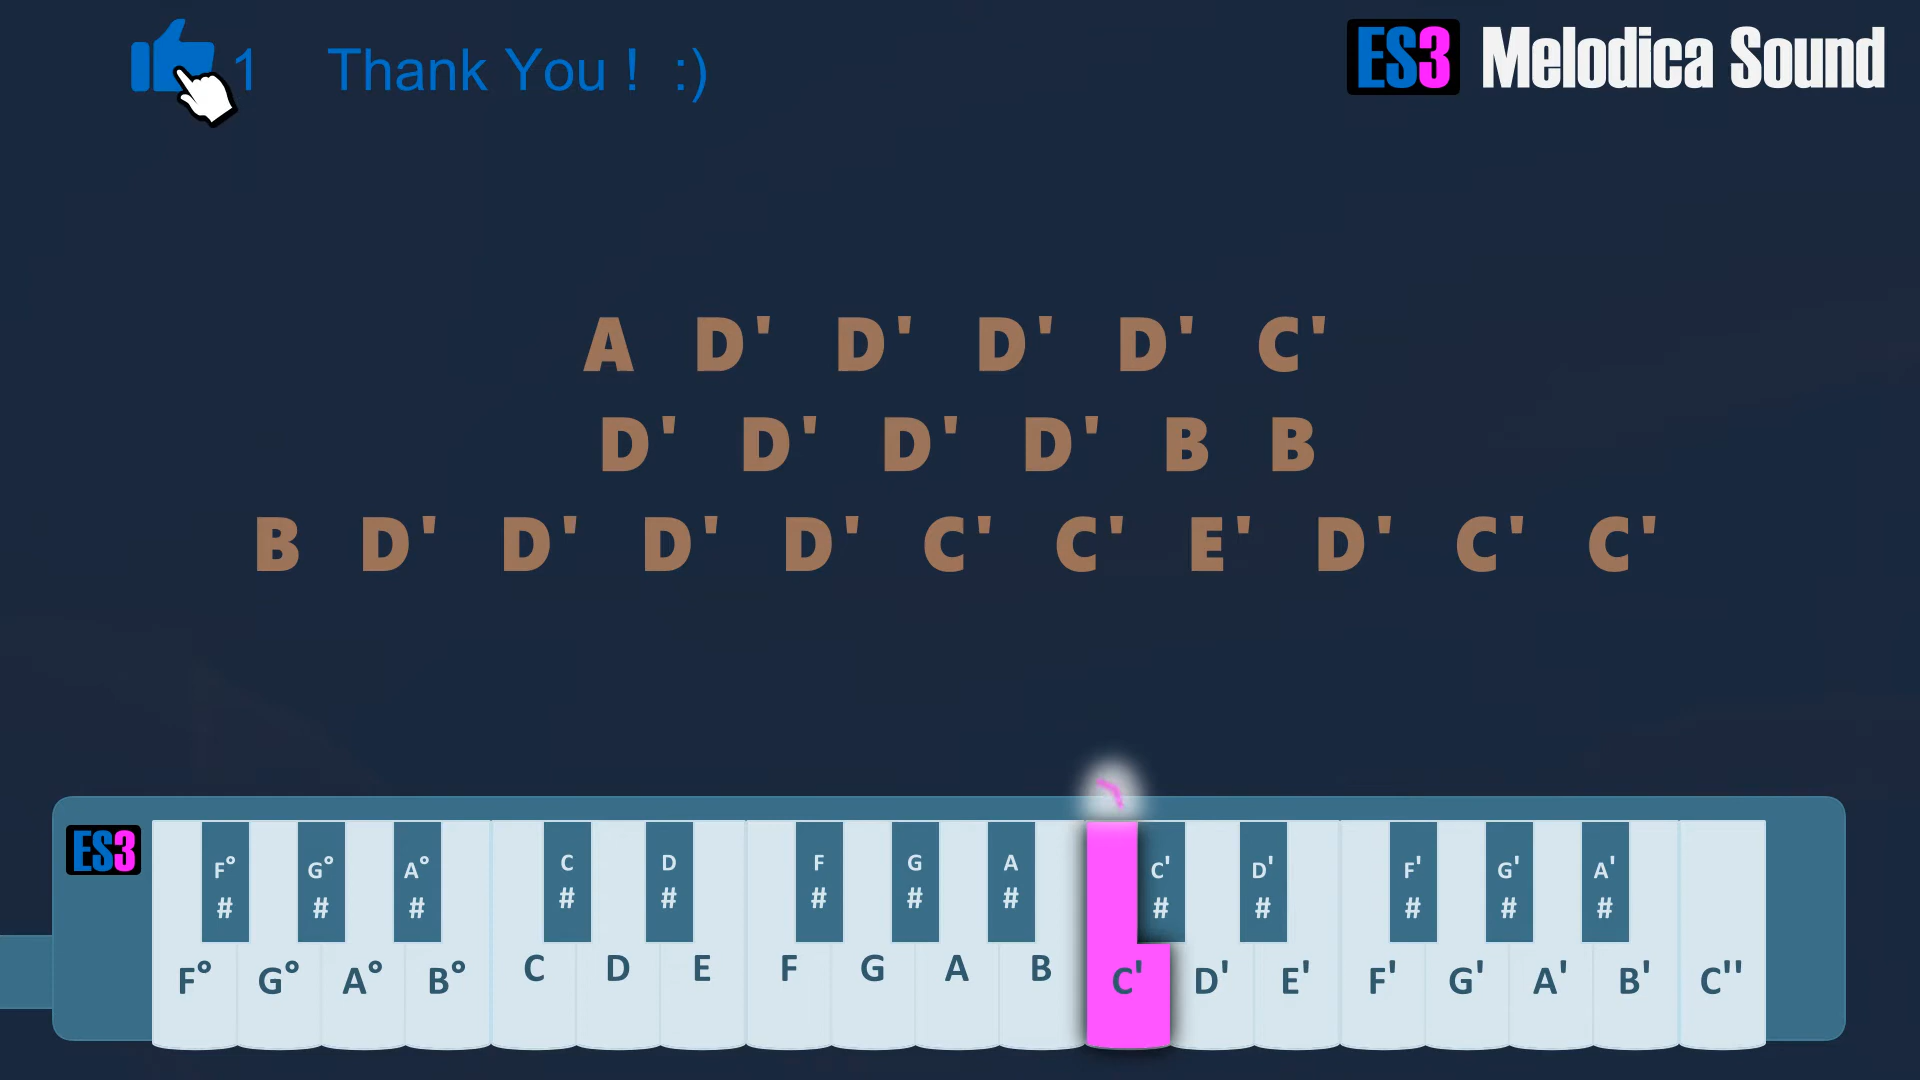 1 Thank You ! :)
ES3 Melodica Sound
A D' D' D' D' C'
D' D' D' D' B B
B D' D' D' D' C' C' E' D' C' C'
ES3
F° # G° # A° # C # D # F # G # A # C' # D' # F' # G' # A' #
F° G° A° B° C D E F G A B C' D' E' F' G' A' B' C''